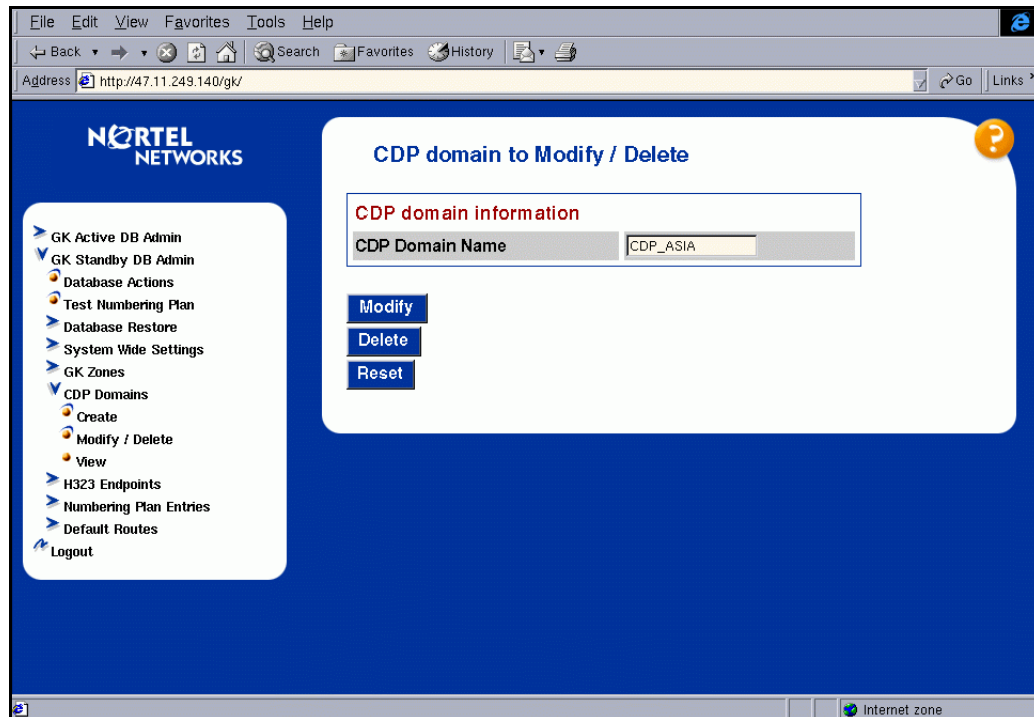 File Edit View Favorites Tools Help
Back Search Favorites History
Address http://47.11.249.140/gk/ Go Links
NORTEL
NETWORKS
GK Active DB Admin
GK Standby DB Admin
Database Actions
Test Numbering Plan
Database Restore
System Wide Settings
GK Zones
CDP Domains
Create
Modify / Delete
View
H323 Endpoints
Numbering Plan Entries
Default Routes
Logout
CDP domain to Modify / Delete
?
CDP domain information
CDP Domain Name CDP_ASIA
Modify
Delete
Reset
Internet zone